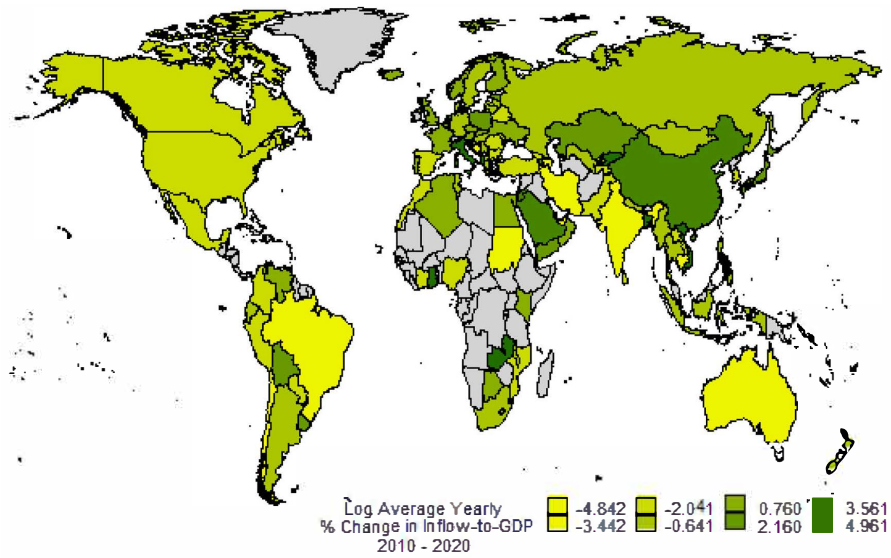 Log Average Yearly
% Change in Inflow-to-GDP
2010 - 2020
-4.842 -2.041 0.760 3.561
-3.442 -0.641 2.160 4.961